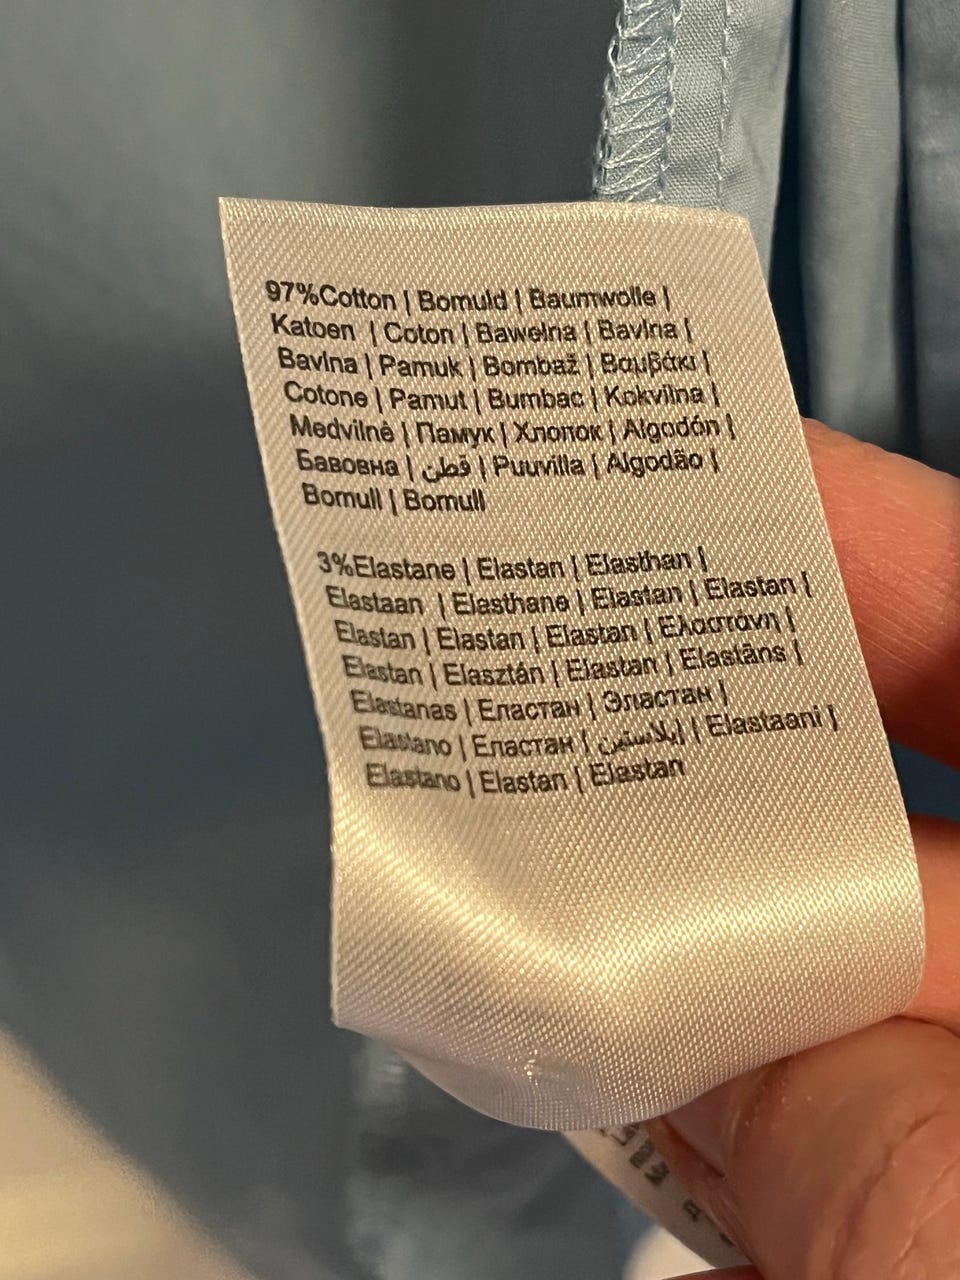 97%Cotton | Bomuld | Baumwolle |
Katoen | Coton | Bawełna | Bavlna |
Bavlna | Pamuk | Bombaž | Βαμβάκι |
Cotone | Pamut | Bumbac | Kokvilna |
Medvilnė | Памук | Хлопок | Algodón |
Бавовна | قطن | Puuvilla | Algodão |
Bomull | Bomull
3%Elastane | Elastan | Elasthan |
Elastaan | Elasthane | Elastan | Elastan |
Elastan | Elastan | Elastan | Ελαστάνη |
Elastan | Elasztán | Elastan | Elastāns |
Elastanas | Еластан | Эластан |
Elastano | Еластан | إيلاستين | Elastaani |
Elastano | Elastan | Elastan